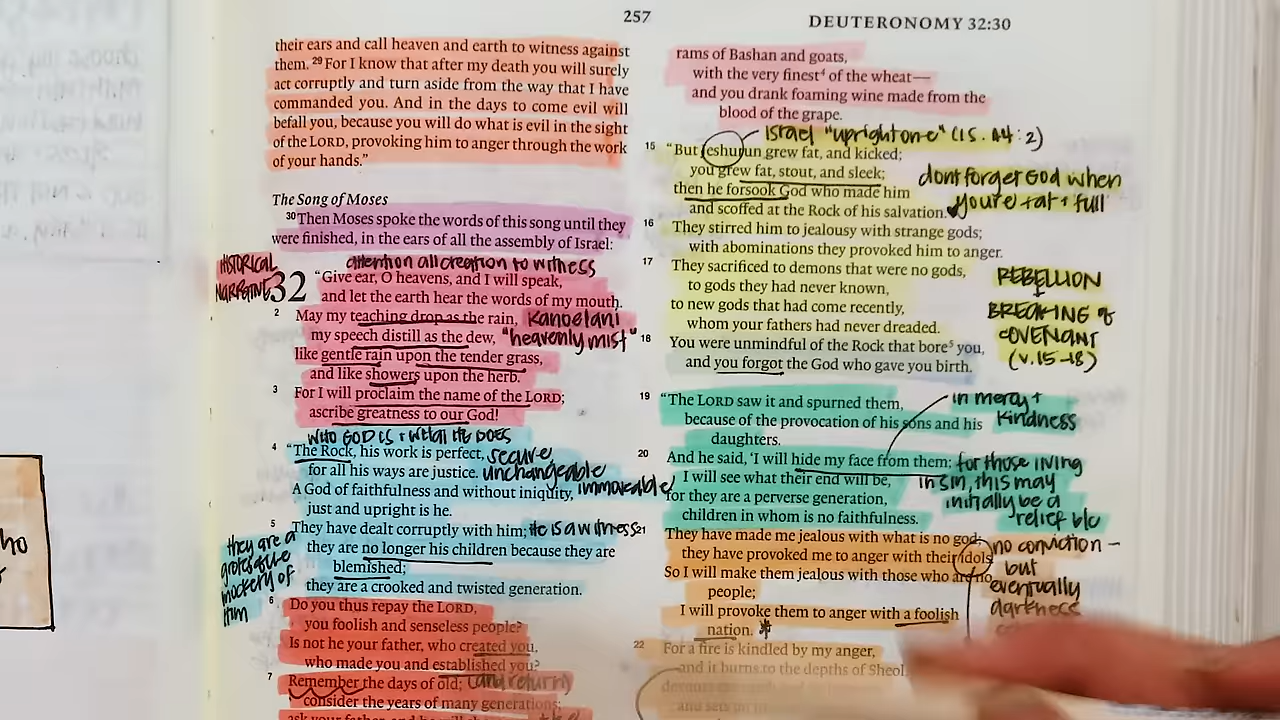 257
DEUTERONOMY 32:30
their ears and call heaven and earth to witness against
them. 29 For I know that after my death you will surely
act corruptly and turn aside from the way that I have
commanded you. And in the days to come evil will
befall you, because you will do what is evil in the sight
of the LORD, provoking him to anger through the work
of your hands.”
The Song of Moses
30 Then Moses spoke the words of this song until they
were finished, in the ears of all the assembly of Israel:
HISTORICAL
NARRATIVE
attention all creation to witness
32 “Give ear, O heavens, and I will speak,
and let the earth hear the words of my mouth.
2 May my teaching drop as the rain, Kanoelani
my speech distill as the dew, "heavenly mist"
like gentle rain upon the tender grass,
and like showers upon the herb.
3 For I will proclaim the name of the LORD;
ascribe greatness to our God!
WHO GOD IS + WHAT HE DOES
4 “The Rock, his work is perfect, secure
for all his ways are justice. unchangeable
A God of faithfulness and without iniquity, immoveable
just and upright is he.
5 They have dealt corruptly with him; He is a witness
they are no longer his children because they are
blemished;
they are a crooked and twisted generation.
they are a
grotesque
mockery of
Him
6 Do you thus repay the LORD,
you foolish and senseless people?
Is not he your father, who created you,
who made you and established you?
7 Remember the days of old; (and return)
consider the years of many generations;
ask your father, and he will show
rams of Bashan and goats,
with the very finest4 of the wheat—
and you drank foaming wine made from the
blood of the grape.
Israel "upright one" (IS. 44:2)
15 “But Jeshurun grew fat, and kicked;
you grew fat, stout, and sleek;
then he forsook God who made him
and scoffed at the Rock of his salvation.
dont forget God when
you're fat + full
16 They stirred him to jealousy with strange gods;
with abominations they provoked him to anger.
17 They sacrificed to demons that were no gods,
to gods they had never known,
to new gods that had come recently,
whom your fathers had never dreaded.
18 You were unmindful of the Rock that bore5 you,
and you forgot the God who gave you birth.
REBELLION
+
BREAKING of
COVENANT
(v. 15-18)
19 “The LORD saw it and spurned them,
because of the provocation of his sons and his
daughters.
in mercy +
Kindness
20 And he said, ‘I will hide my face from them; for those living
I will see what their end will be, in sin, this may
for they are a perverse generation, initially be a
children in whom is no faithfulness. relief b/c
21 They have made me jealous with what is no god;
they have provoked me to anger with their idols.
So I will make them jealous with those who are no
people;
I will provoke them to anger with a foolish
nation.
no conviction –
but
eventually
darkness
22 For a fire is kindled by my anger,
and it burns to the depths of Sheol,